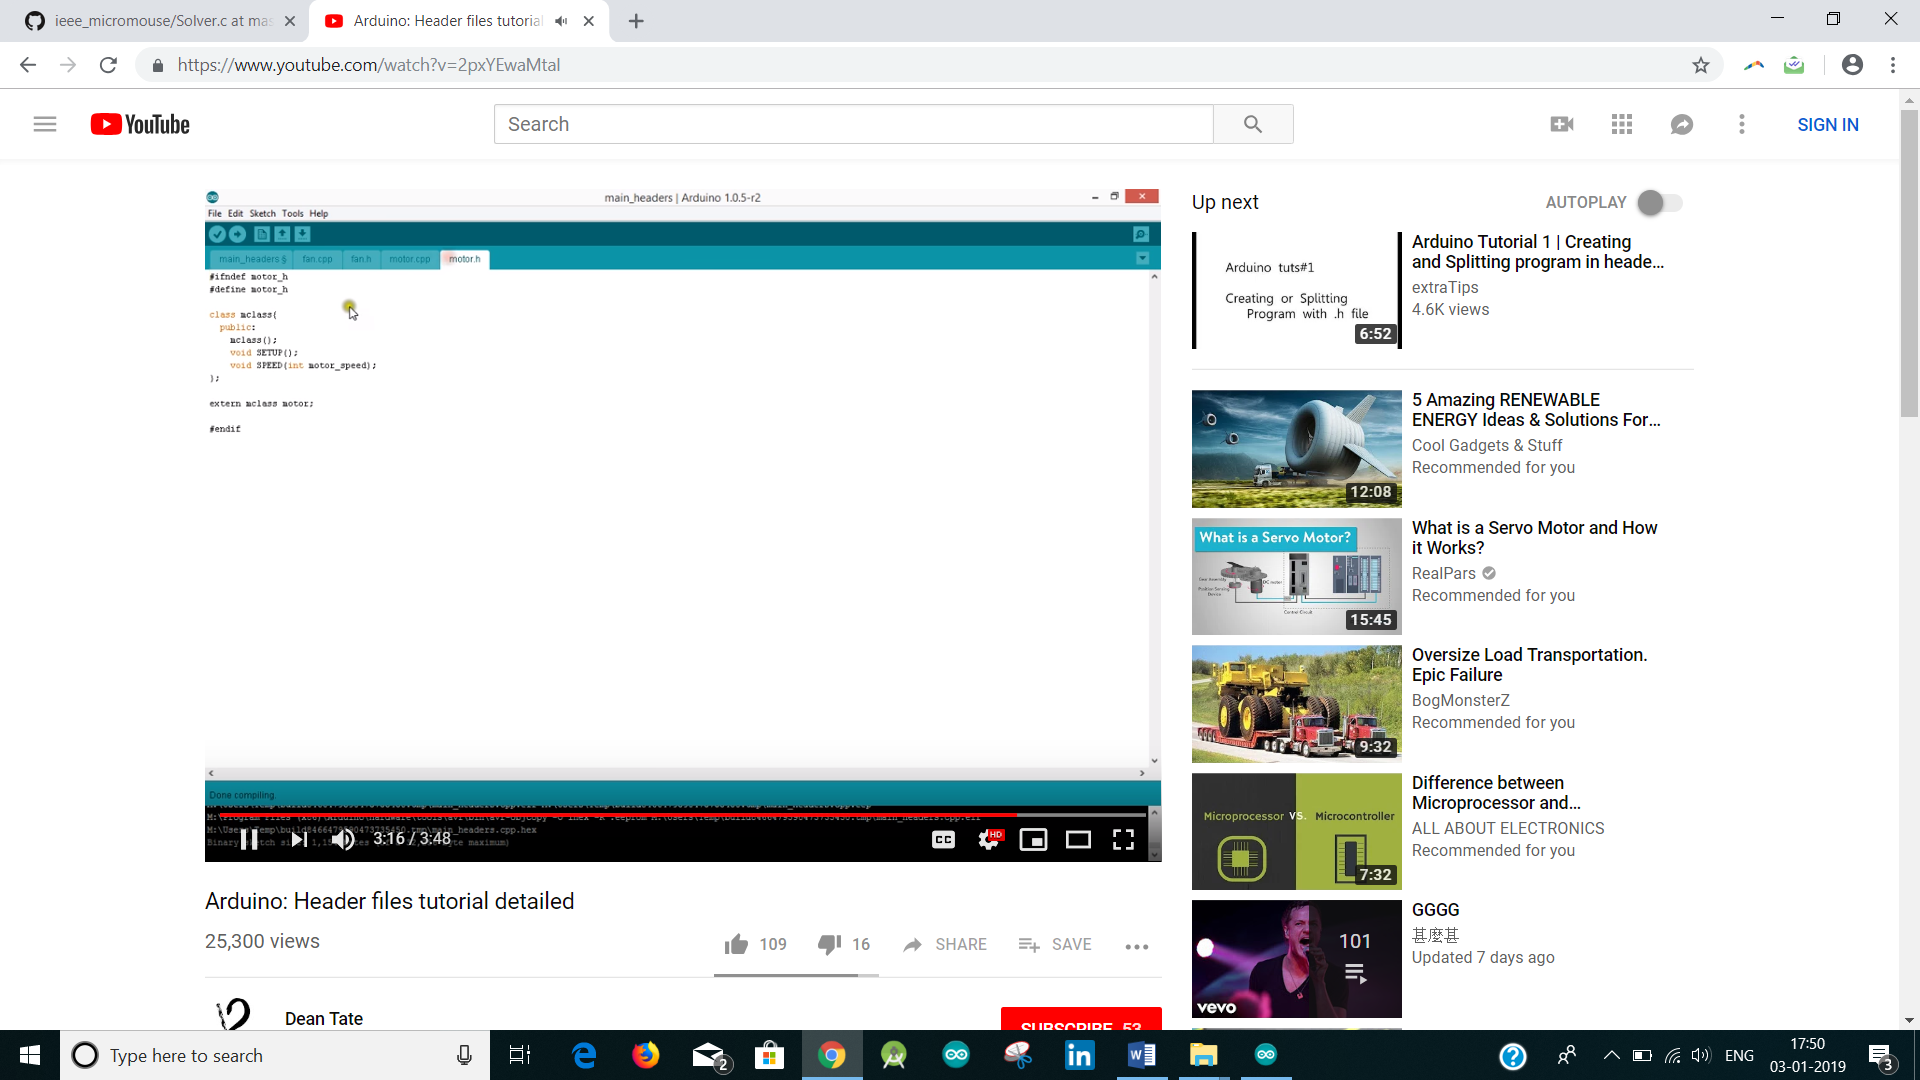 ieee_micromouse/Solver.c at mas
Arduino: Header files tutorial
https://www.youtube.com/watch?v=2pxYEwaMtaI
YouTube
Search
SIGN IN
main_headers | Arduino 1.0.5-r2
File Edit Sketch Tools Help
main_headers § fan.cpp fan.h motor.cpp motor.h
#ifndef motor_h
#define motor_h
class mclass{
public:
mclass();
void SETUP();
void SPEED(int motor_speed);
};
extern mclass motor;
#endif
Done compiling.
3:16 / 3:48
CC
HD
Arduino: Header files tutorial detailed
25,300 views
109
16
SHARE
SAVE
Dean Tate
SUBSCRIBE 53
Up next
AUTOPLAY
Arduino tuts#1
Creating or Splitting
Program with .h file
6:52
Arduino Tutorial 1 | Creating
and Splitting program in heade...
extraTips
4.6K views
12:08
5 Amazing RENEWABLE
ENERGY Ideas & Solutions For...
Cool Gadgets & Stuff
Recommended for you
What is a Servo Motor?
15:45
What is a Servo Motor and How
it Works?
RealPars
Recommended for you
9:32
Oversize Load Transportation.
Epic Failure
BogMonsterZ
Recommended for you
Microprocessor VS. Microcontroller
7:32
Difference between
Microprocessor and...
ALL ABOUT ELECTRONICS
Recommended for you
101
vevo
GGGG
甚麼甚
Updated 7 days ago
Type here to search
2
ENG
17:50
03-01-2019
3